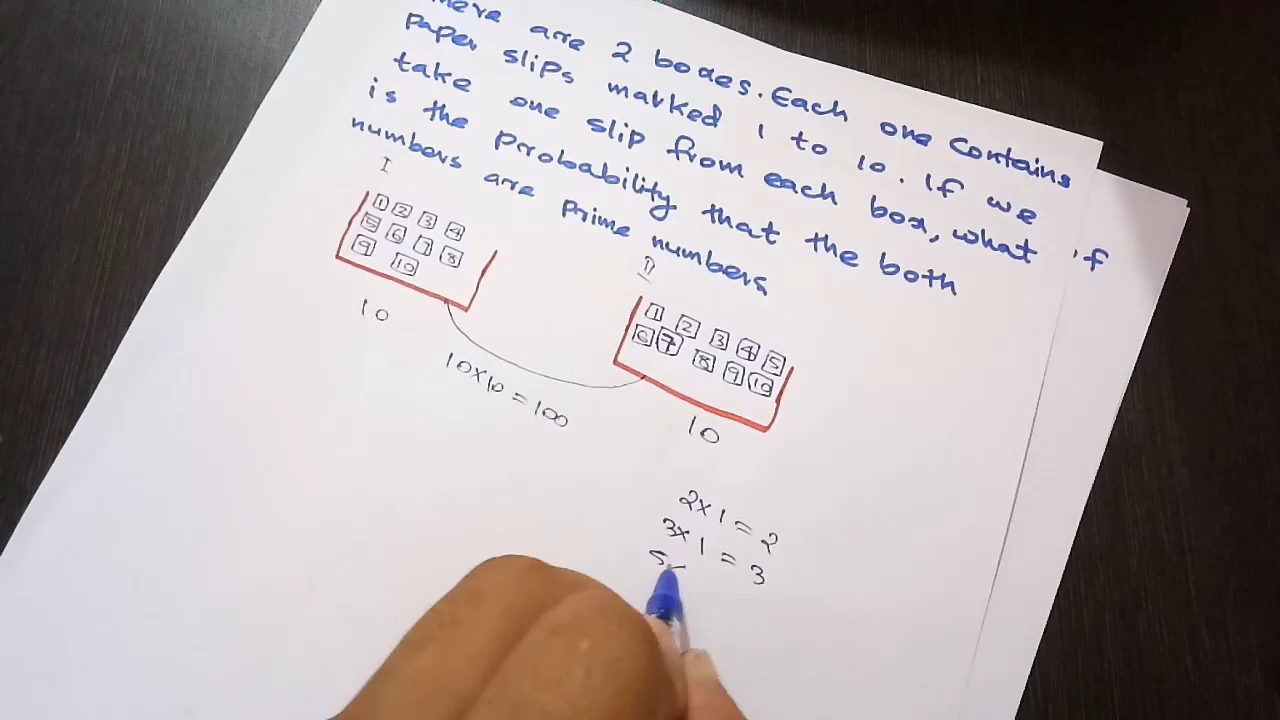 are 2 boxes. Each one contains
paper slips marked 1 to 10. If we
take one slip from each box, what if
is the probability that the both
numbers are prime numbers
I
1 2 3 4
5 6 7 8
9 10
10
II
1 2 3 4 5
6 7 8 9 10
10
10×10 = 100
2×1 = 2
3×1 = 3
5